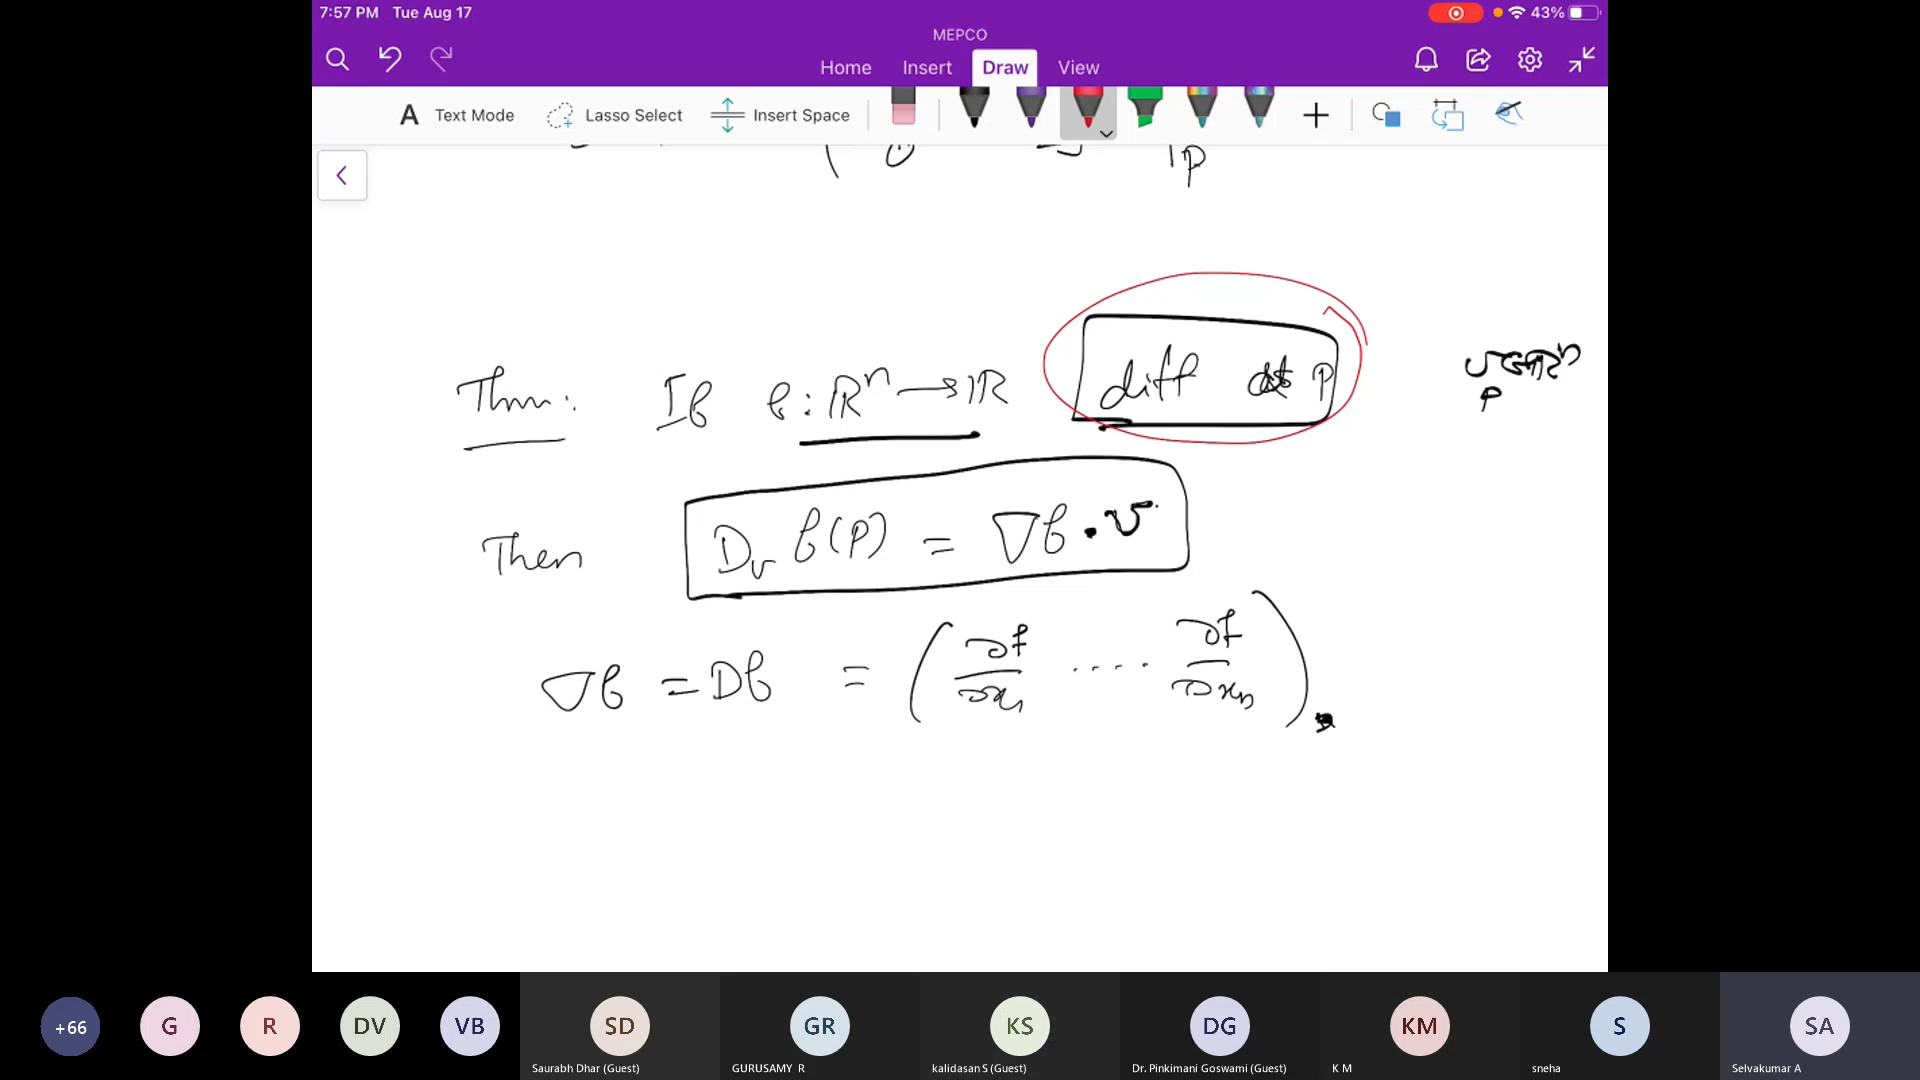 7:57 PM Tue Aug 17
43%
MEPCO
Home Insert Draw View
A Text Mode Lasso Select Insert Space
Thm: If f: ℝⁿ → ℝ diff at p
p
Then D_v f(p) = ∇f · v
∇f = Df = (∂f/∂x₁ ..... ∂f/∂xₙ)
+66 G R DV VB SD GR KS DG KM S SA
Saurabh Dhar (Guest) GURUSAMY R kalidasan S (Guest) Dr. Pinkimani Goswami (Guest) K M sneha Selvakumar A